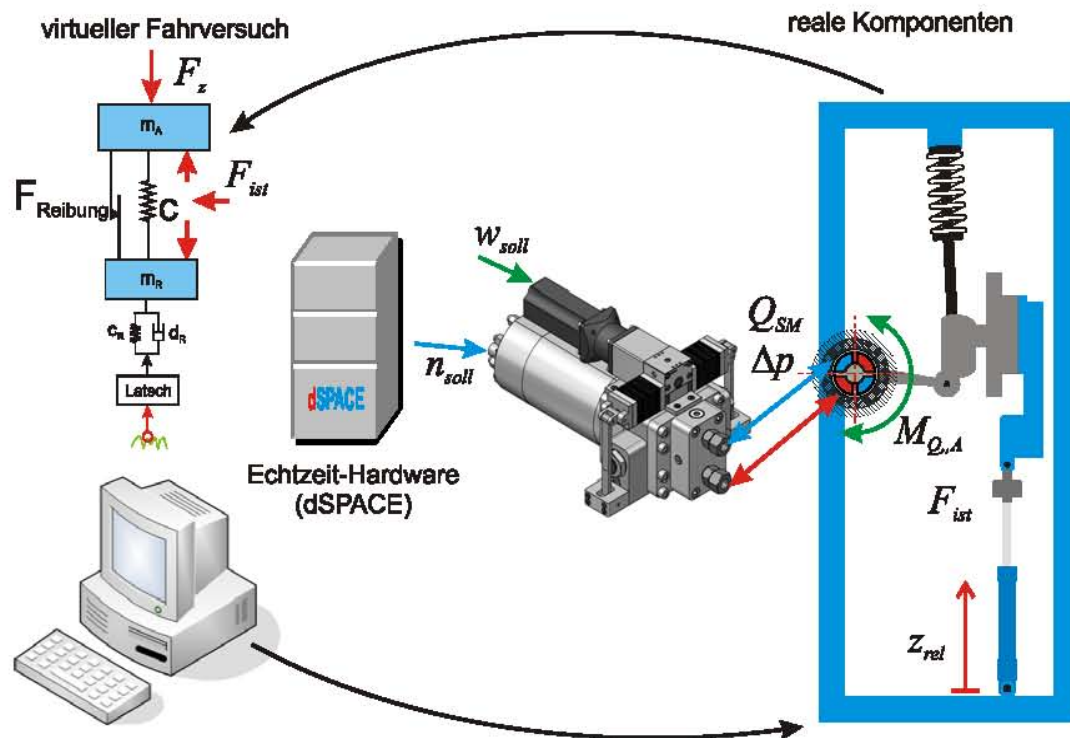 virtueller Fahrversuch
reale Komponenten
F_z
m_A
F_ist
F_Reibung
C
m_R
c_R
d_R
Latsch
w_soll
n_soll
dSPACE
Echtzeit-Hardware
(dSPACE)
Q_SM
Δp
M_Q,,A
F_ist
z_rel